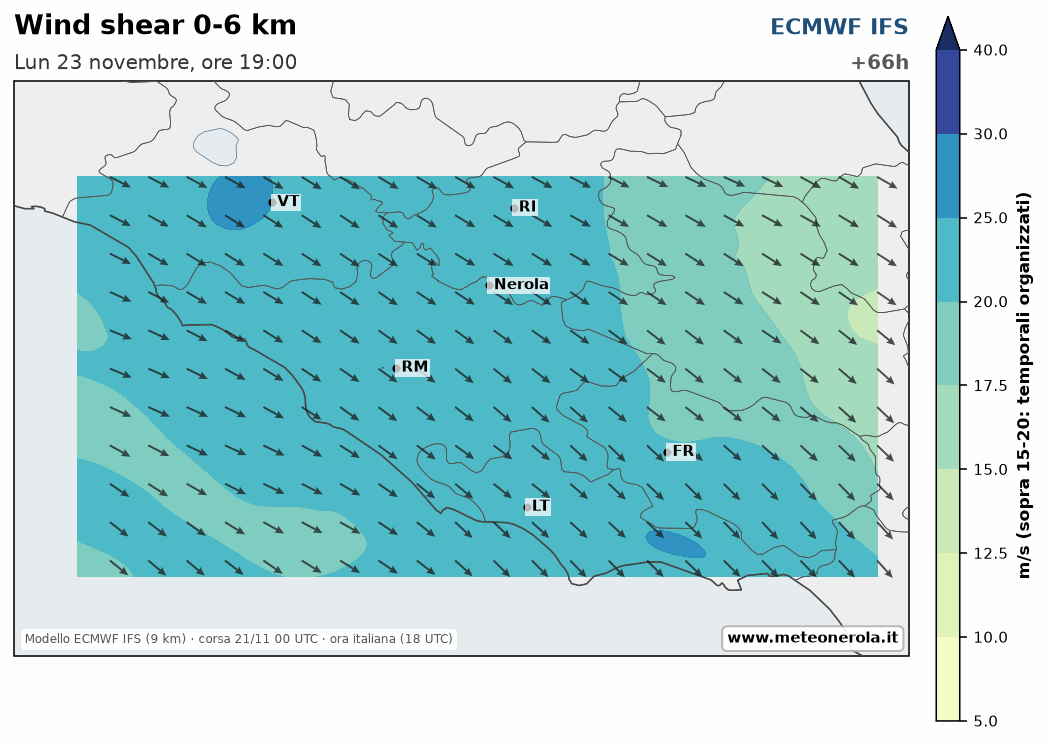 Wind shear 0-6 km
ECMWF IFS
Lun 23 novembre, ore 19:00
+66h
40.0
30.0
25.0
20.0
17.5
15.0
12.5
10.0
5.0
m/s (sopra 15-20: temporali organizzati)
VT
RI
Nerola
RM
FR
LT
Modello ECMWF IFS (9 km) · corsa 21/11 00 UTC · ora italiana (18 UTC)
www.meteonerola.it